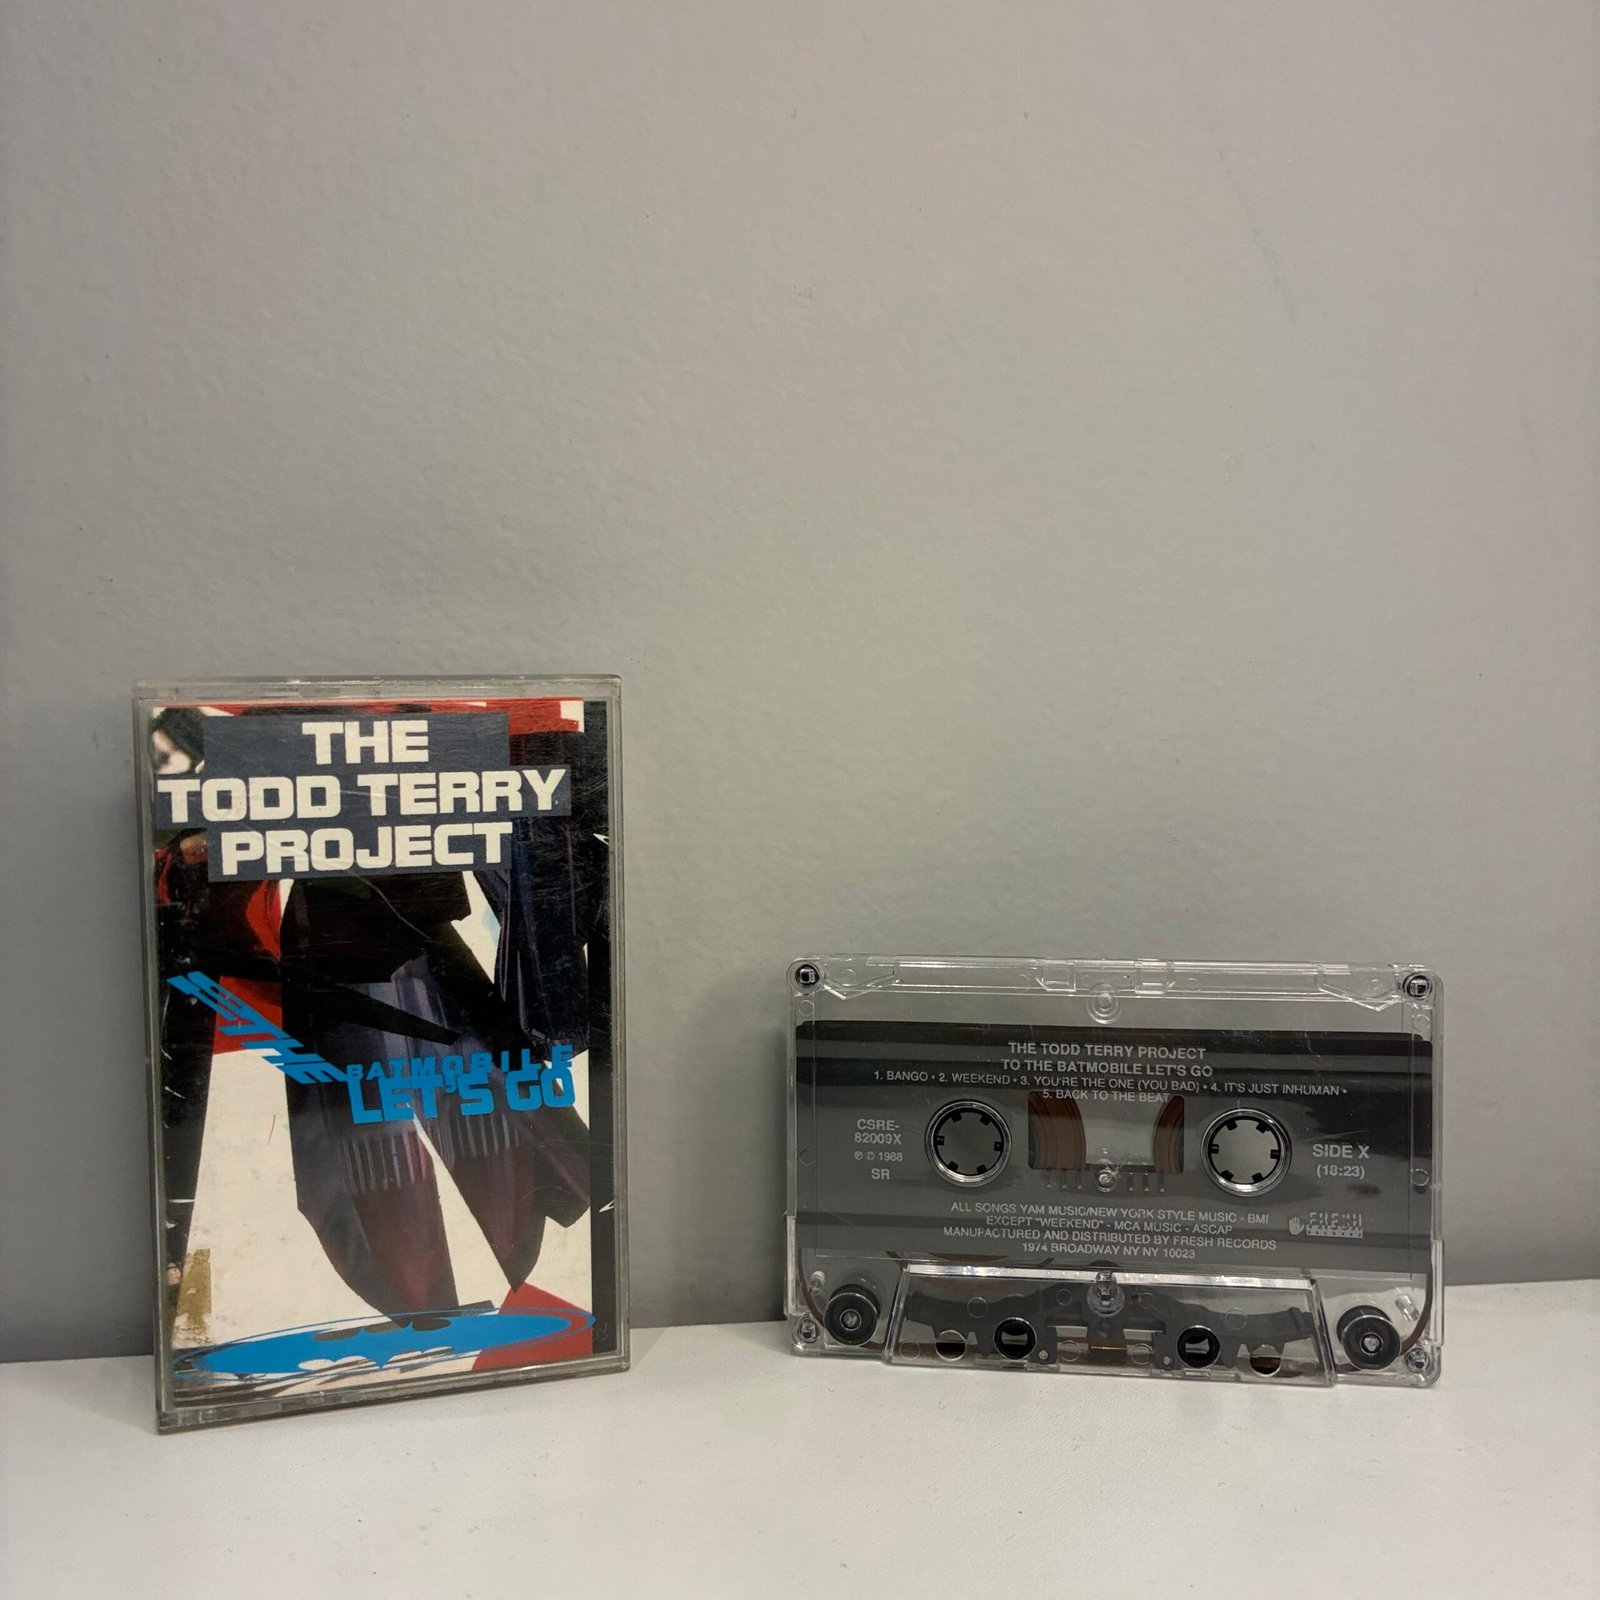 THE
TODD TERRY
PROJECT
TO THE
BATMOBILE
LET'S GO
THE TODD TERRY PROJECT
TO THE BATMOBILE LET'S GO
1. BANGO • 2. WEEKEND • 3. YOU'RE THE ONE (YOU BAD) • 4. IT'S JUST INHUMAN •
5. BACK TO THE BEAT
CSRE-
82009X
℗ © 1988
SR
SIDE X
(18:23)
ALL SONGS YAM MUSIC/NEW YORK STYLE MUSIC - BMI
EXCEPT "WEEKEND" - MCA MUSIC - ASCAP
MANUFACTURED AND DISTRIBUTED BY FRESH RECORDS
1974 BROADWAY NY NY 10023
FRESH
RECORDS